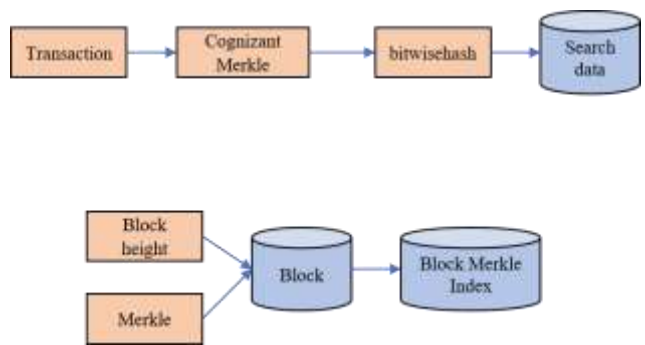 Transaction
Cognizant
Merkle
bitwisehash
Search
data
Block
height
Merkle
Block
Block Merkle
Index